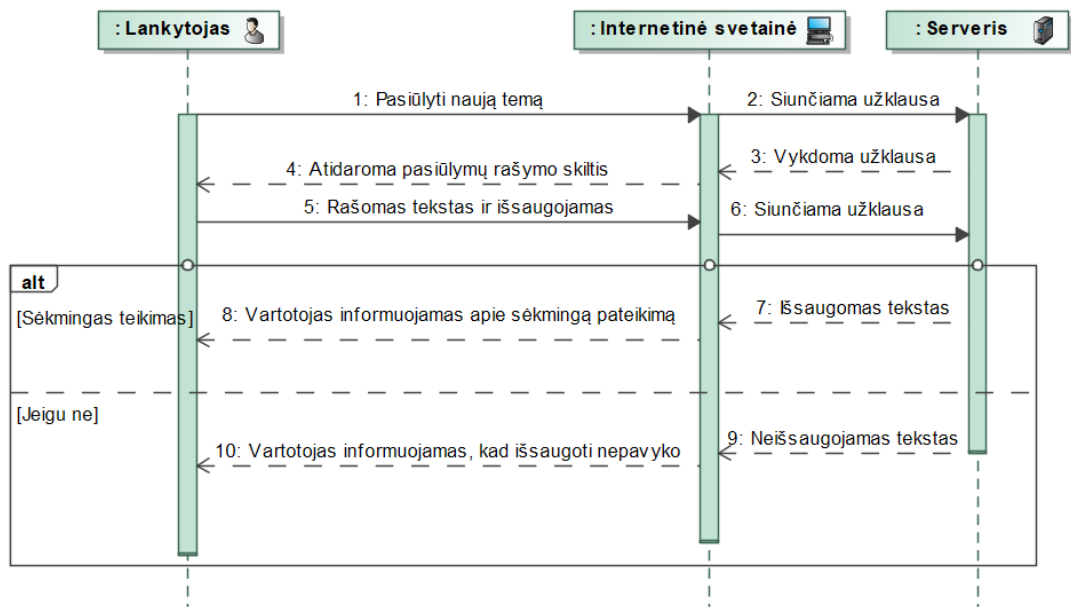 : Lankytojas
: Internetinė svetainė
: Serveris
1: Pasiūlyti naują temą
2: Siunčiama užklausa
3: Vykdoma užklausa
4: Atidaroma pasiūlymų rašymo skiltis
5: Rašomas tekstas ir išsaugojamas
6: Siunčiama užklausa
alt
[Sėkmingas teikimas]
8: Vartotojas informuojamas apie sėkmingą pateikimą
7: Išsaugomas tekstas
[Jeigu ne]
9: Neišsaugojamas tekstas
10: Vartotojas informuojamas, kad išsaugoti nepavyko